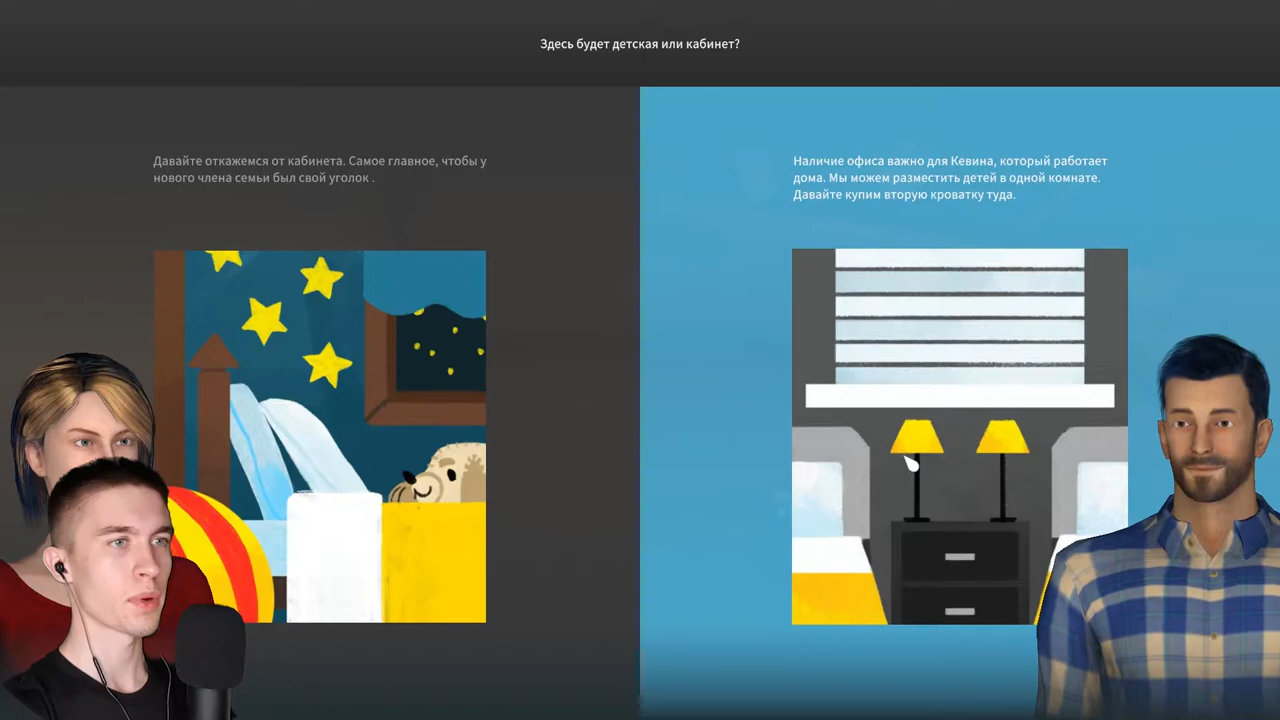 Здесь будет детская или кабинет?
Давайте откажемся от кабинета. Самое главное, чтобы у
нового члена семьи был свой уголок .
Наличие офиса важно для Кевина, который работает
дома. Мы можем разместить детей в одной комнате.
Давайте купим вторую кроватку туда.